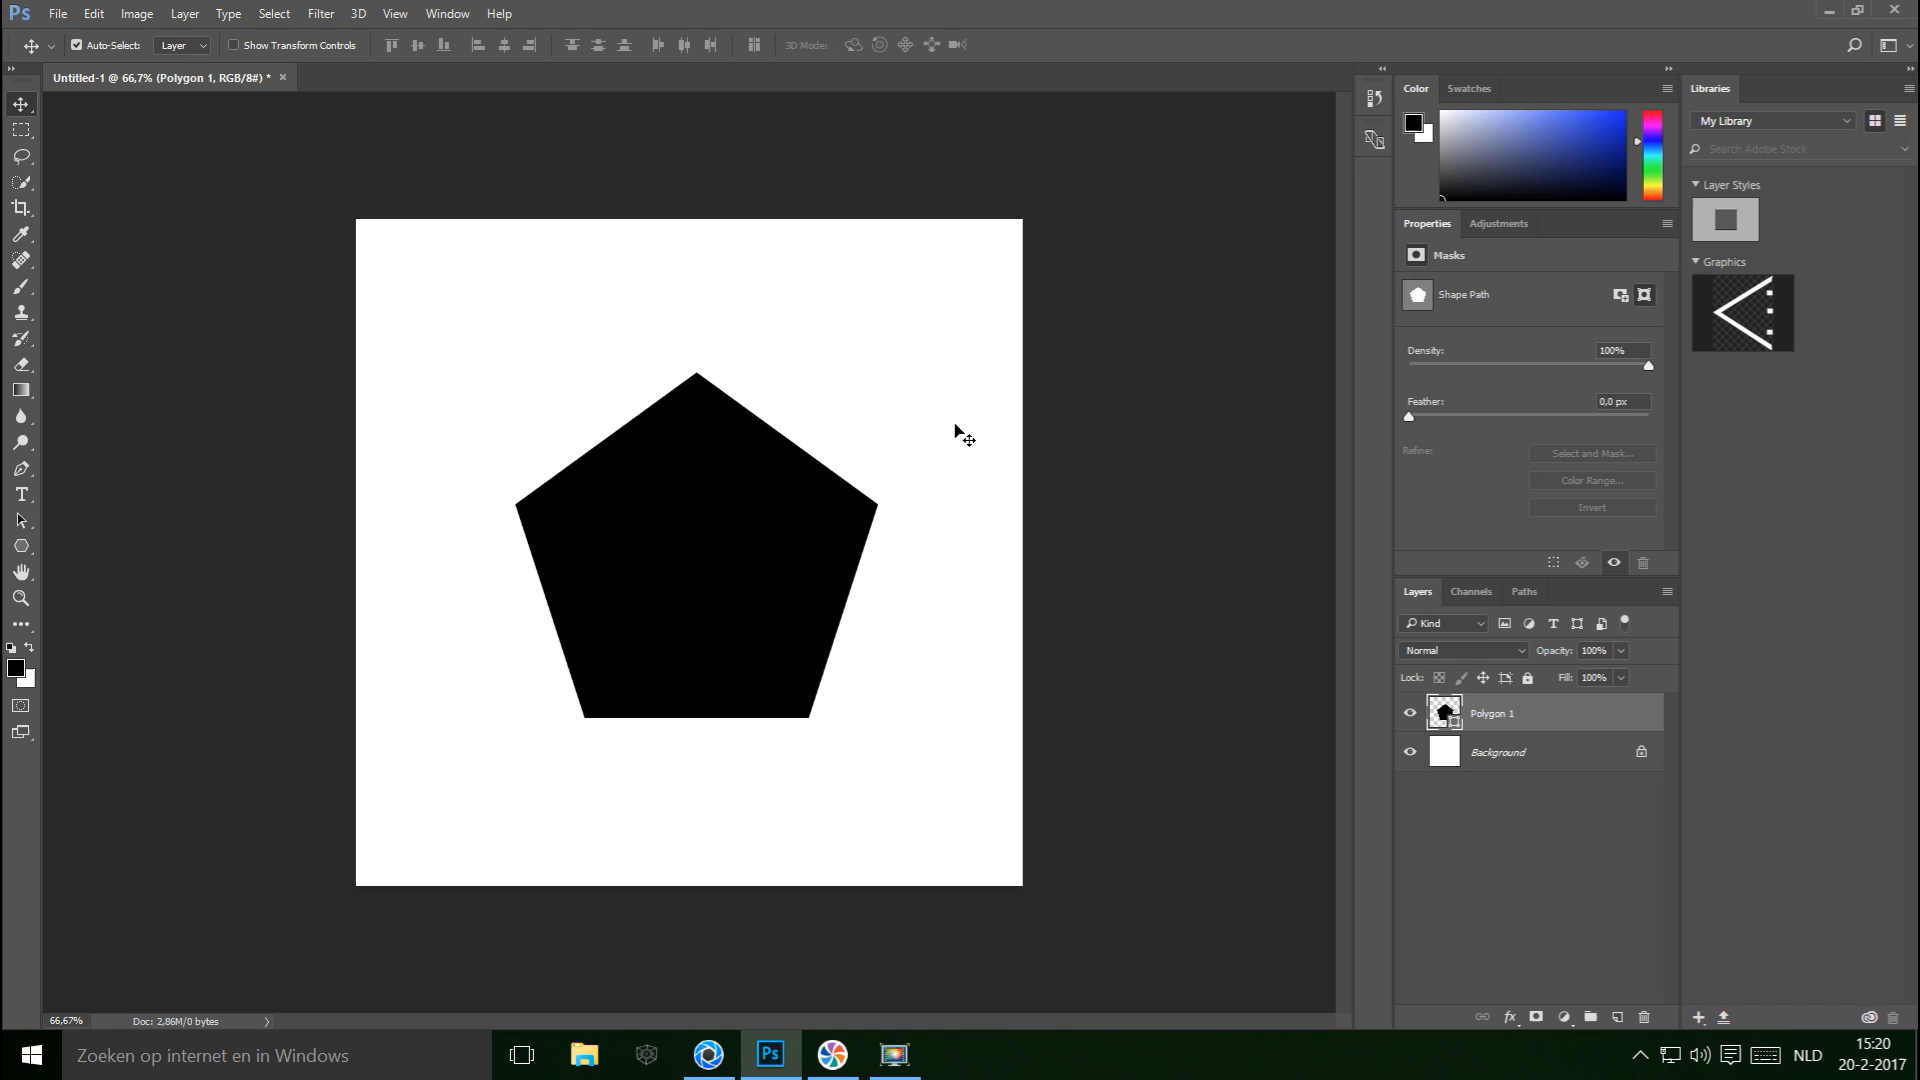 Ps File Edit Image Layer Type Select Filter 3D View Window Help
Auto-Select: Layer Show Transform Controls 3D Mode:
Untitled-1 @ 66,7% (Polygon 1, RGB/8#) *
Color Swatches
Libraries
My Library
Search Adobe Stock
Layer Styles
Graphics
Properties Adjustments
Masks
Shape Path
Density: 100%
Feather: 0,0 px
Refine: Select and Mask...
Color Range...
Invert
Layers Channels Paths
Kind
Normal Opacity: 100%
Lock: Fill: 100%
Polygon 1
Background
fx
66,67% Doc: 2,86M/0 bytes
Zoeken op internet en in Windows
Ps
NLD
15:20
20-2-2017